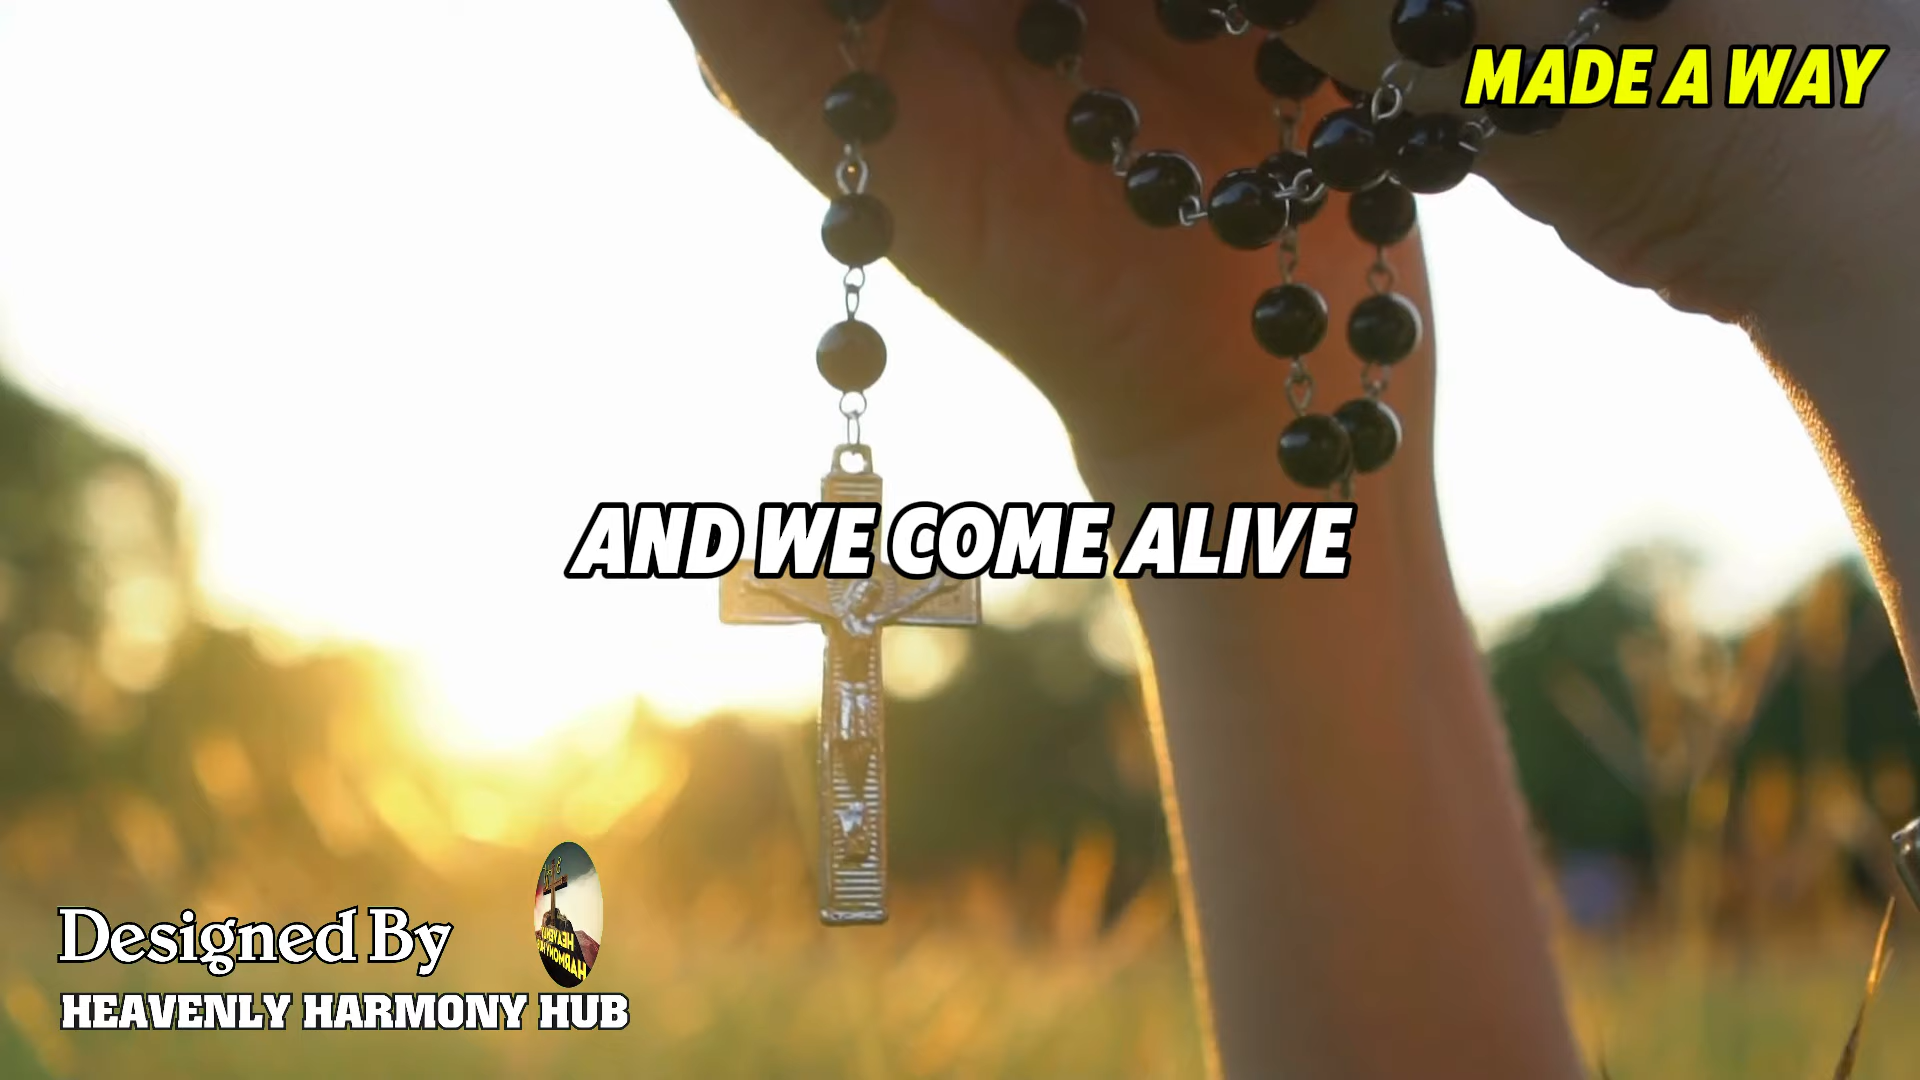 MADE A WAY
AND WE COME ALIVE
Designed By
HEAVENLY HARMONY HUB